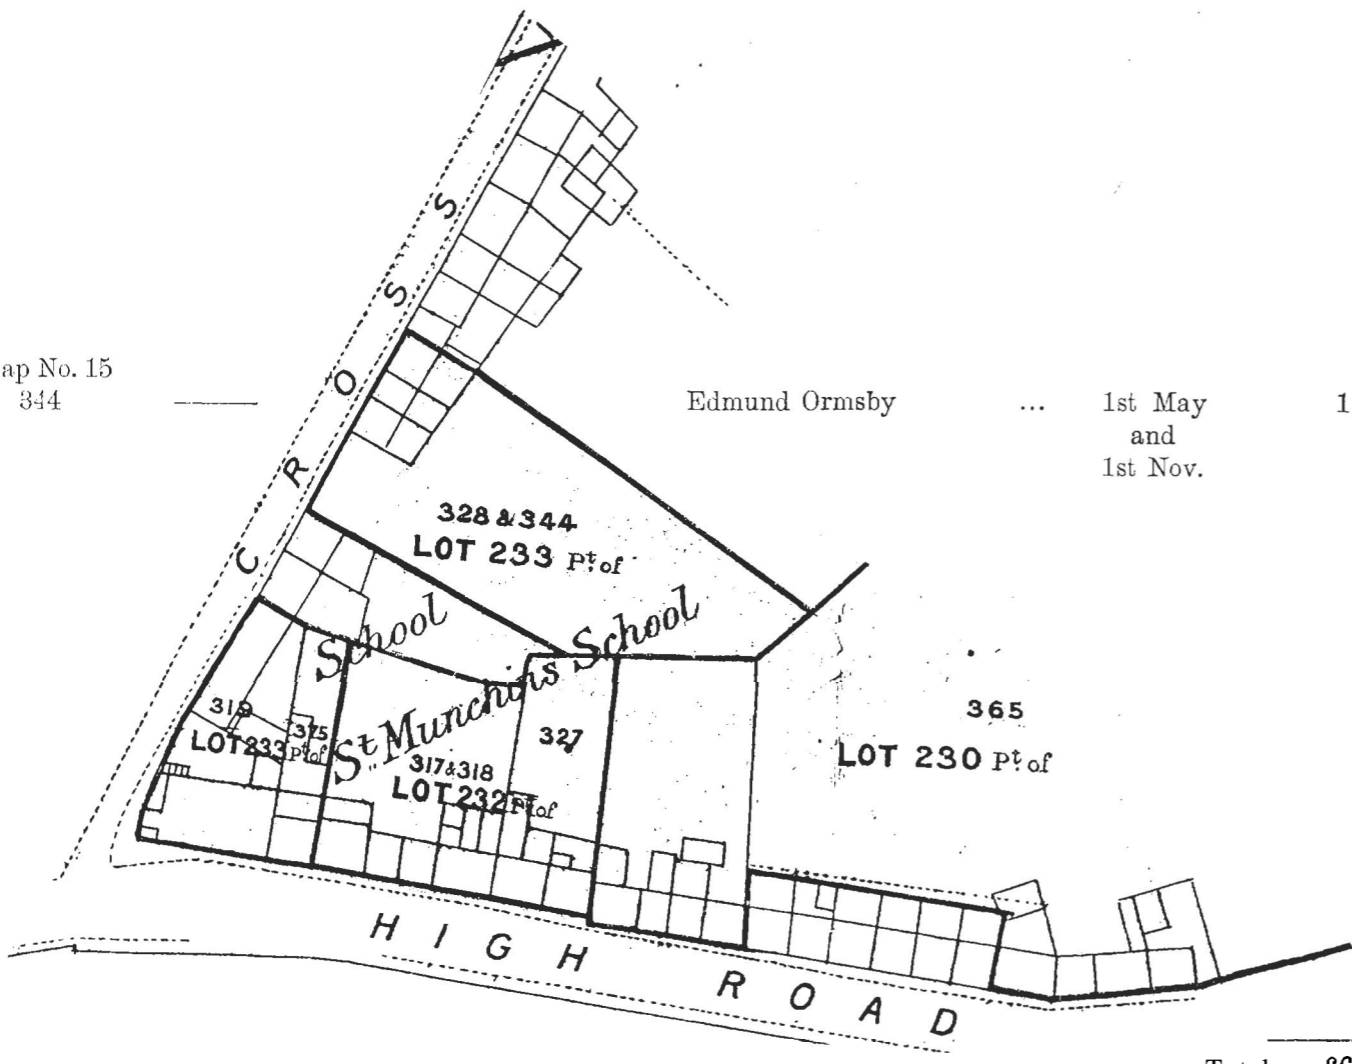 CROSS
ap No. 15
344
Edmund Ormsby ... 1st May 1
and
1st Nov.
328 & 344
LOT 233 Pt. of
School
St. Munchins School
319
375
LOT 233 Pt. of
317 & 318
LOT 232 Pt. of
327
365
LOT 230 Pt. of
HIGH ROAD